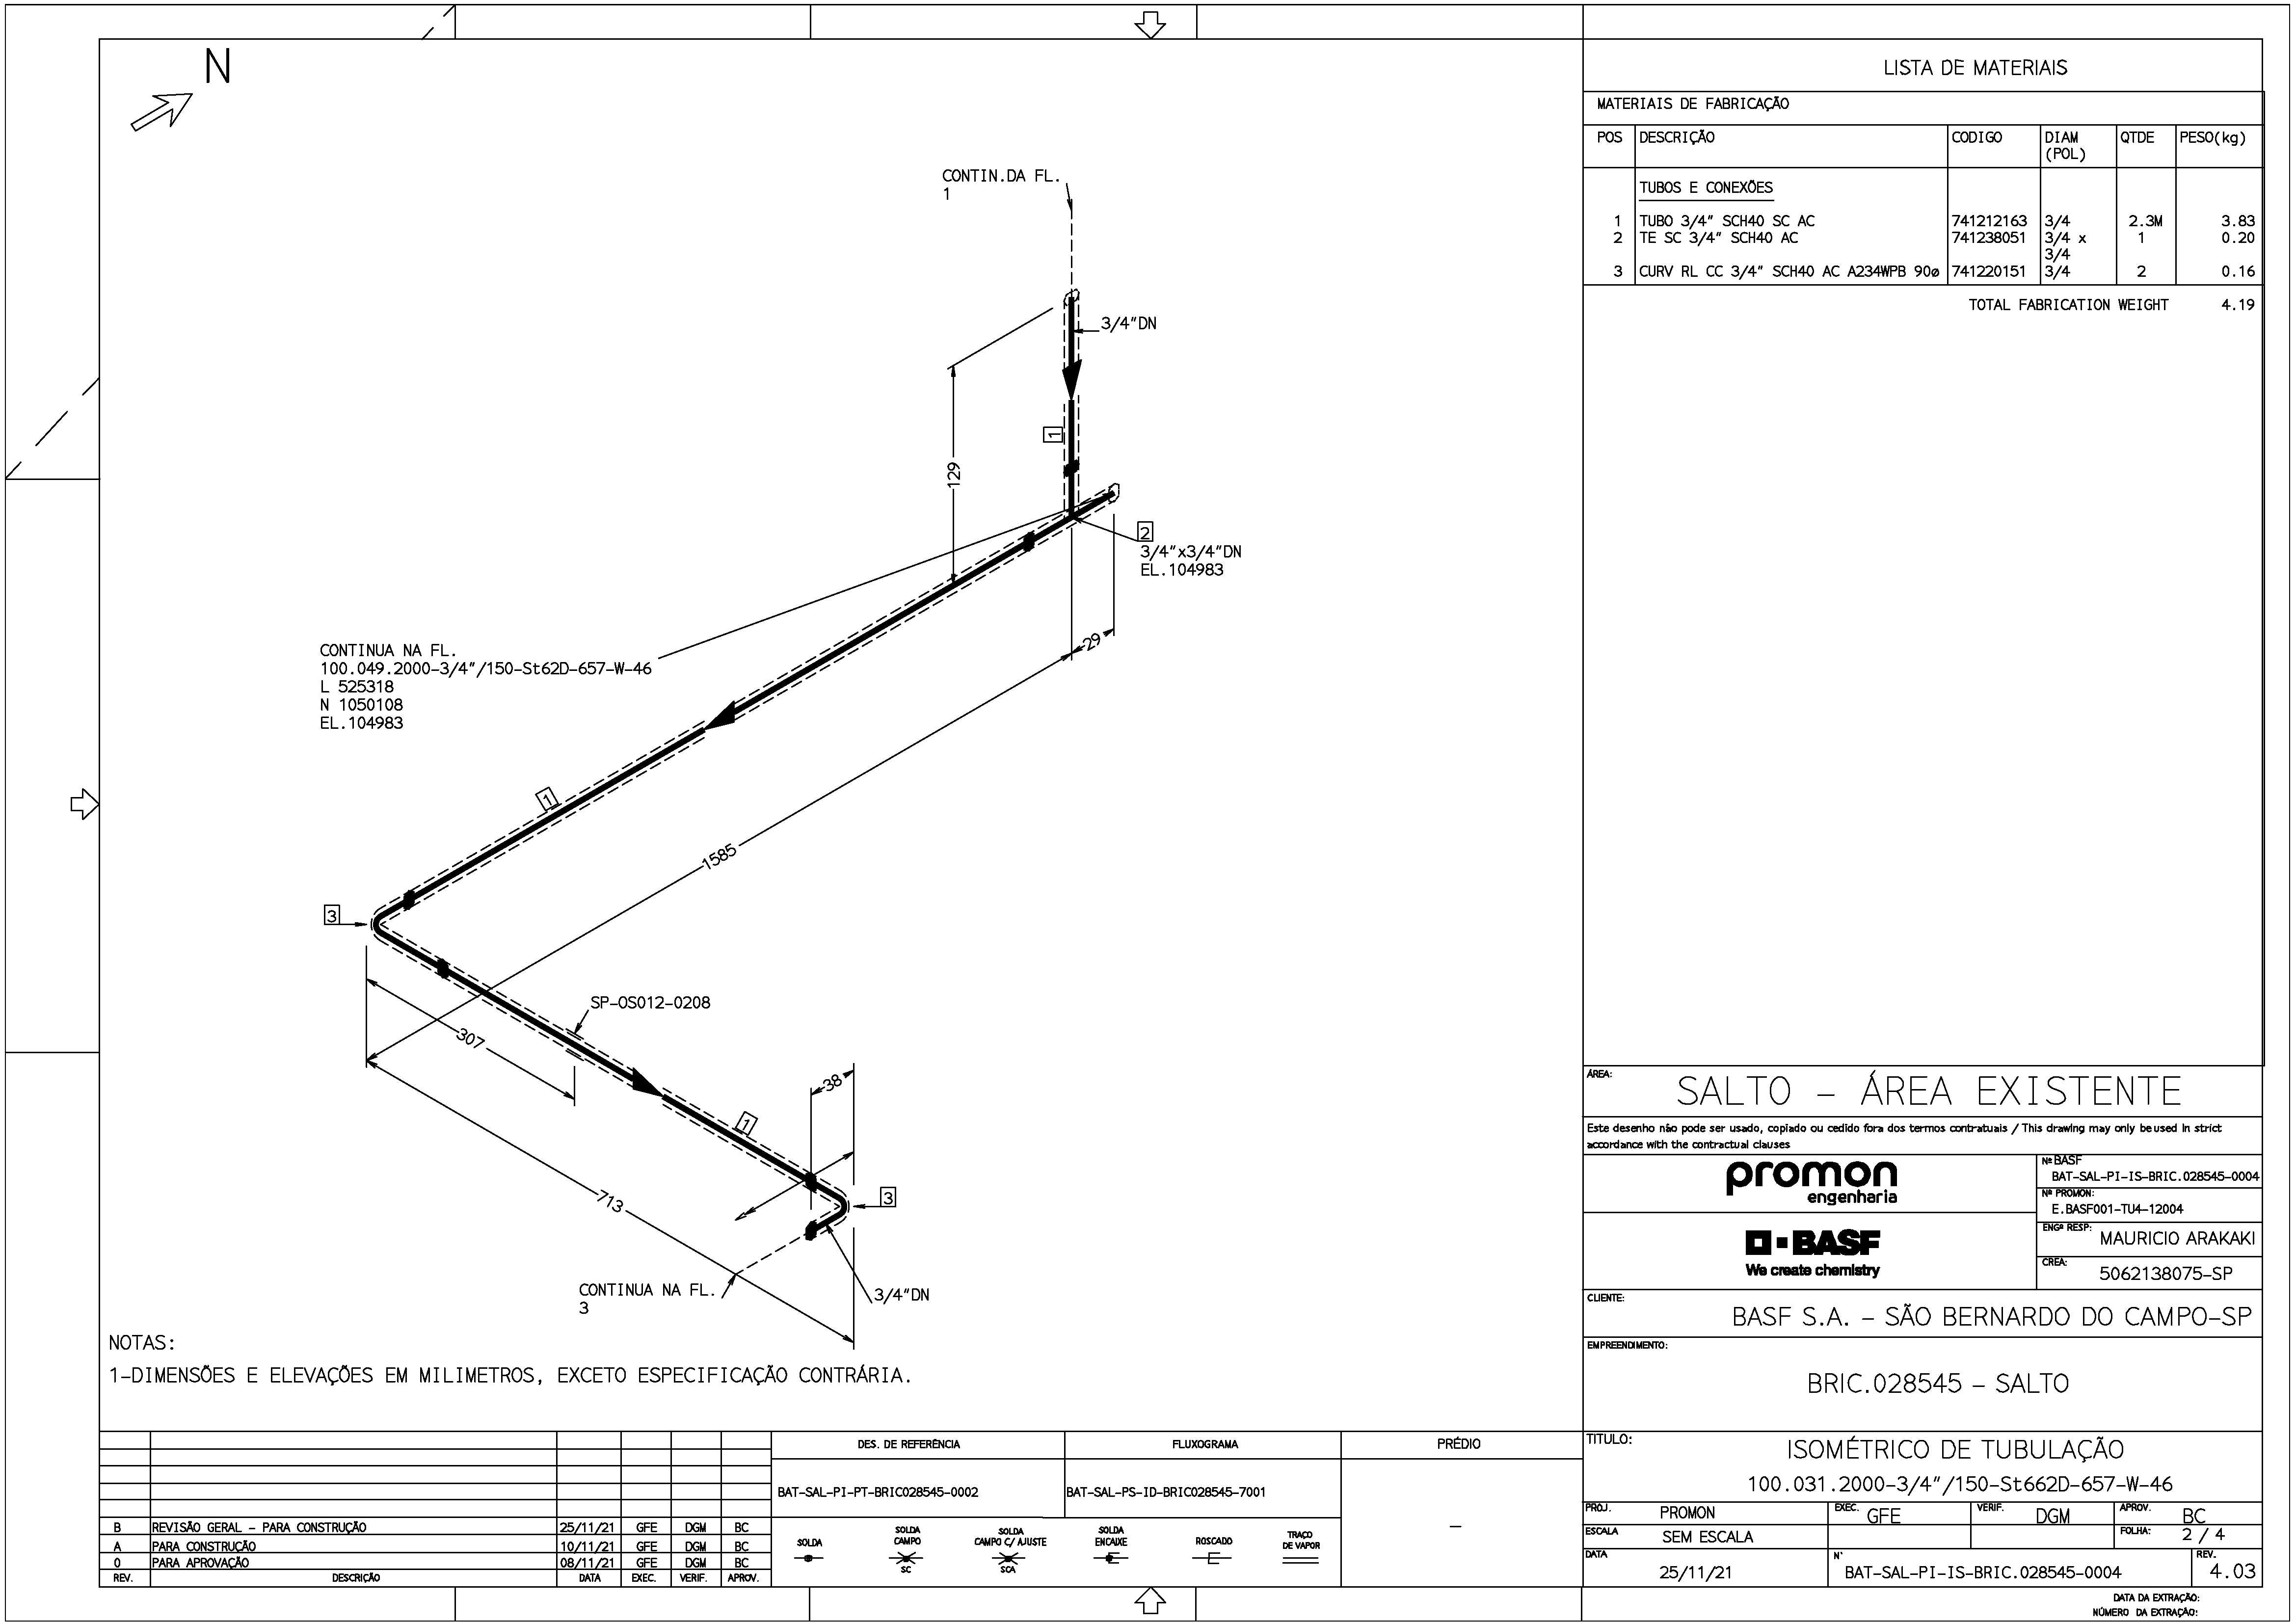 N
CONTIN.DA FL.
1
3/4"DN
1
129
2
3/4"x3/4"DN
EL.104983
29
CONTINUA NA FL.
100.049.2000-3/4"/150-St62D-657-W-46
L 525318
N 1050108
EL.104983
1
1585
3
SP-OS012-0208
307
38
1
713
3
CONTINUA NA FL.
3
3/4"DN
NOTAS:
1-DIMENSÕES E ELEVAÇÕES EM MILIMETROS, EXCETO ESPECIFICAÇÃO CONTRÁRIA.
LISTA DE MATERIAIS
MATERIAIS DE FABRICAÇÃO
POS DESCRIÇÃO CODIGO DIAM (POL) QTDE PESO(kg)
TUBOS E CONEXÕES
1 TUBO 3/4" SCH40 SC AC 741212163 3/4 2.3M 3.83
2 TE SC 3/4" SCH40 AC 741238051 3/4 x 1 0.20
3/4
3 CURV RL CC 3/4" SCH40 AC A234WPB 90ø 741220151 3/4 2 0.16
TOTAL FABRICATION WEIGHT 4.19
ÁREA:
SALTO - ÁREA EXISTENTE
Este desenho não pode ser usado, copiado ou cedido fora dos termos contratuais / This drawing may only be used in strict
accordance with the contractual clauses
promon
engenharia
Nº BASF
BAT-SAL-PI-IS-BRIC.028545-0004
Nº PROMON:
E.BASF001-TU4-12004
BASF
We create chemistry
ENGº RESP:
MAURICIO ARAKAKI
CREA:
5062138075-SP
CLIENTE:
BASF S.A. - SÃO BERNARDO DO CAMPO-SP
EMPREENDIMENTO:
BRIC.028545 - SALTO
TITULO:
ISOMÉTRICO DE TUBULAÇÃO
100.031.2000-3/4"/150-St662D-657-W-46
PROJ. PROMON EXEC. GFE VERIF. DGM APROV. BC
ESCALA SEM ESCALA FOLHA: 2 / 4
DATA 25/11/21 N° BAT-SAL-PI-IS-BRIC.028545-0004 REV. 4.03
DATA DA EXTRAÇÃO:
NÚMERO DA EXTRAÇÃO:
DES. DE REFERÊNCIA FLUXOGRAMA PRÉDIO
BAT-SAL-PI-PT-BRIC028545-0002 BAT-SAL-PS-ID-BRIC028545-7001 -
SOLDA
SOLDA CAMPO SC
SOLDA CAMPO C/ AJUSTE SCA
SOLDA ENCAIXE
ROSCADO
TRAÇO DE VAPOR
B REVISÃO GERAL - PARA CONSTRUÇÃO 25/11/21 GFE DGM BC
A PARA CONSTRUÇÃO 10/11/21 GFE DGM BC
0 PARA APROVAÇÃO 08/11/21 GFE DGM BC
REV. DESCRIÇÃO DATA EXEC. VERIF. APROV.